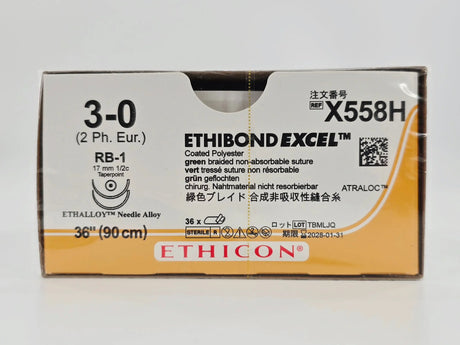 3-0
(2 Ph. Eur.)
RB-1
17 mm 1/2c
Taperpoint
ETHALLOY™ Needle Alloy
36" (90 cm)
注文番号
REF X558H
ETHIBOND EXCEL™
Coated Polyester
green braided non-absorbable suture
vert tressé suture non résorbable
grün geflochten
chirurg. Nahtmaterial nicht resorbierbar
ATRALOC™
緑色ブレイド 合成非吸収性縫合糸
36 x
STERILE R
ロット LOT TBMLJQ
期限 2028-01-31
ETHICON